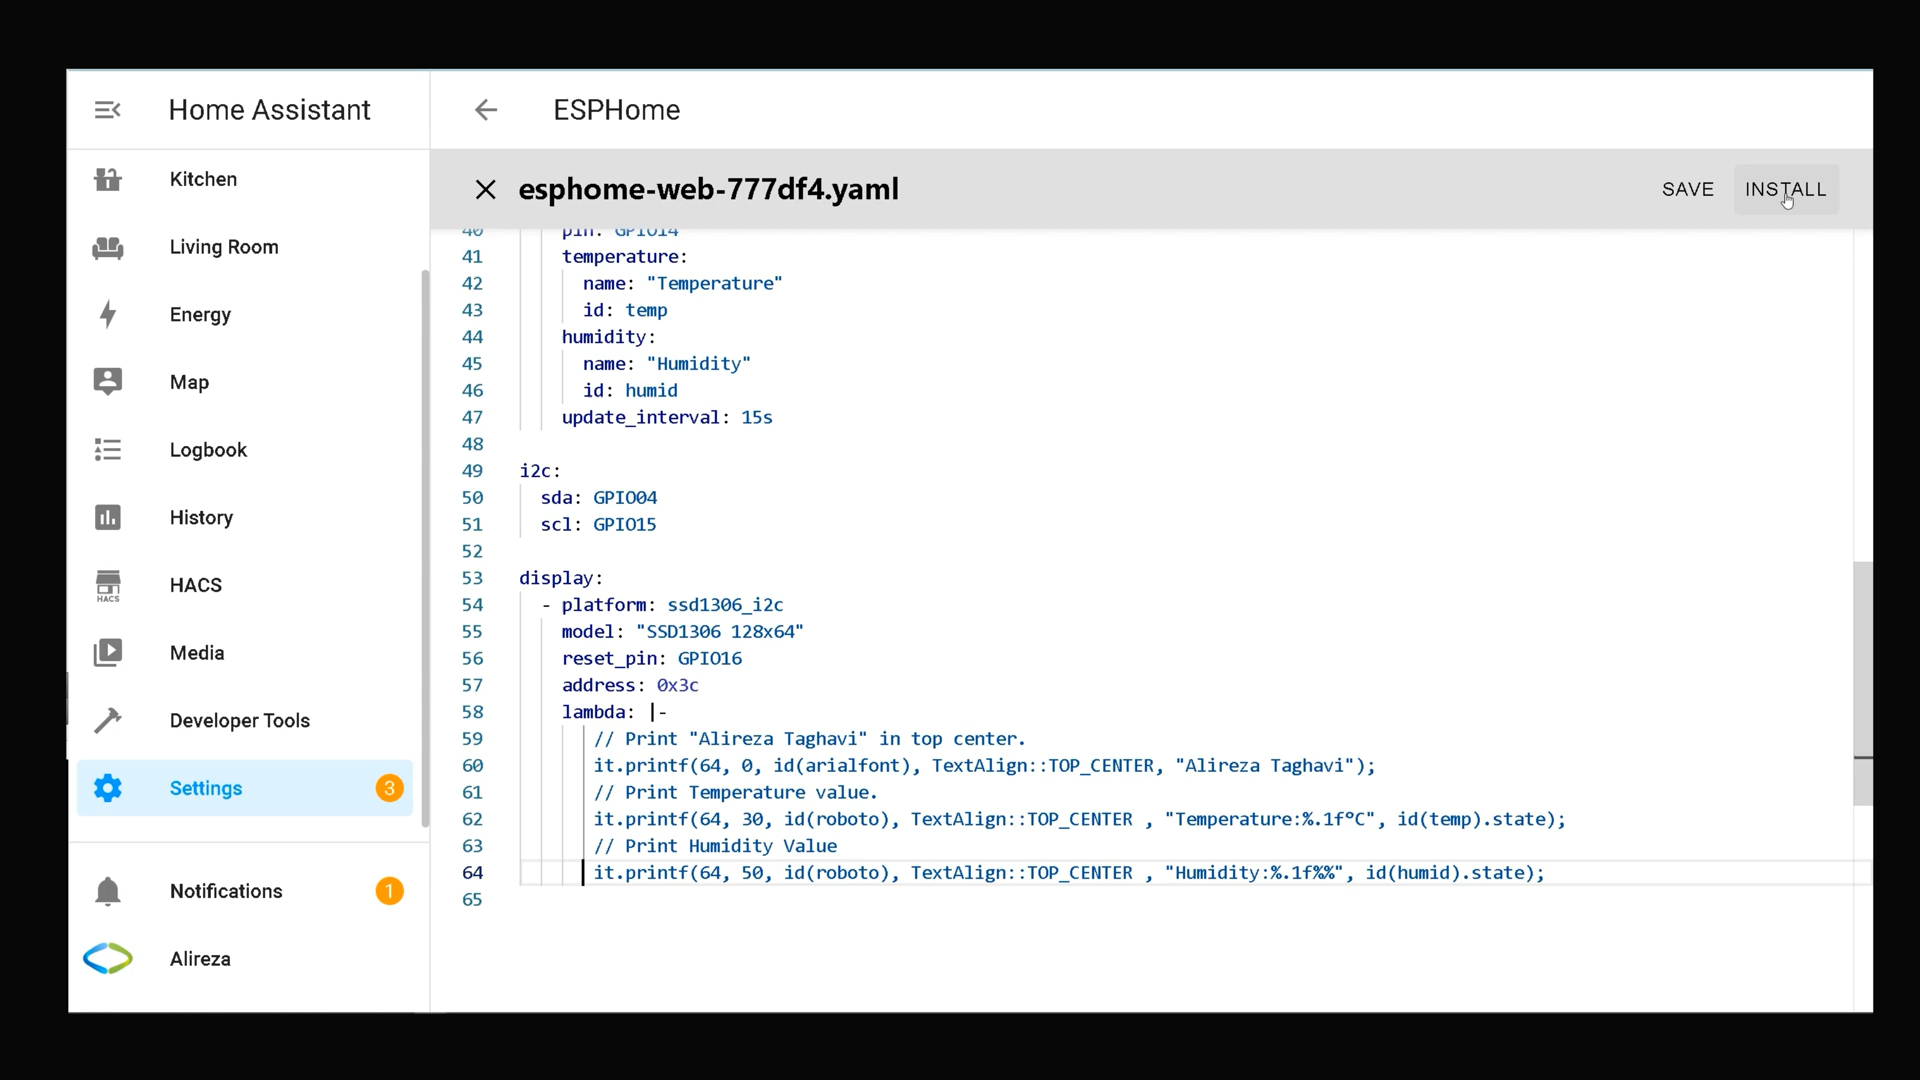 Home Assistant
Kitchen
Living Room
Energy
Map
Logbook
History
HACS
HACS
Media
Developer Tools
Settings 3
Notifications 1
Alireza
ESPHome
esphome-web-777df4.yaml
SAVE INSTALL
40 pin: GPIO14
41 temperature:
42 name: "Temperature"
43 id: temp
44 humidity:
45 name: "Humidity"
46 id: humid
47 update_interval: 15s
48
49 i2c:
50 sda: GPIO04
51 scl: GPIO15
52
53 display:
54 - platform: ssd1306_i2c
55 model: "SSD1306 128x64"
56 reset_pin: GPIO16
57 address: 0x3c
58 lambda: |-
59 // Print "Alireza Taghavi" in top center.
60 it.printf(64, 0, id(arialfont), TextAlign::TOP_CENTER, "Alireza Taghavi");
61 // Print Temperature value.
62 it.printf(64, 30, id(roboto), TextAlign::TOP_CENTER , "Temperature:%.1f°C", id(temp).state);
63 // Print Humidity Value
64 it.printf(64, 50, id(roboto), TextAlign::TOP_CENTER , "Humidity:%.1f%%", id(humid).state);
65